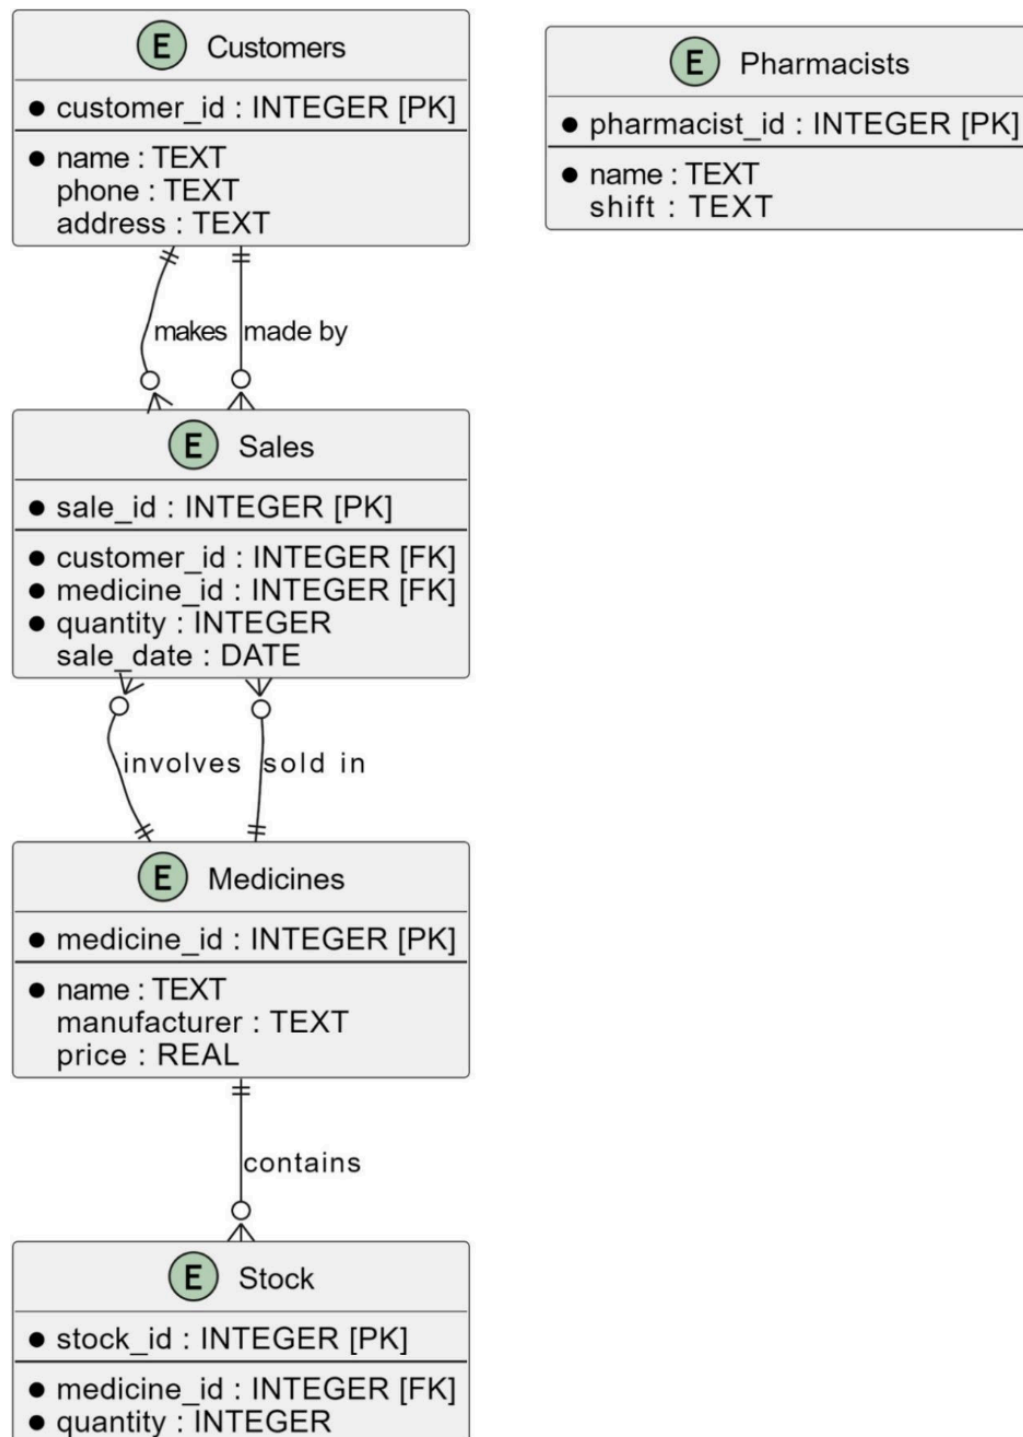 E Customers
customer_id : INTEGER [PK]
name : TEXT
phone : TEXT
address : TEXT
E Pharmacists
pharmacist_id : INTEGER [PK]
name : TEXT
shift : TEXT
makes
made by
E Sales
sale_id : INTEGER [PK]
customer_id : INTEGER [FK]
medicine_id : INTEGER [FK]
quantity : INTEGER
sale_date : DATE
involves
sold in
E Medicines
medicine_id : INTEGER [PK]
name : TEXT
manufacturer : TEXT
price : REAL
contains
E Stock
stock_id : INTEGER [PK]
medicine_id : INTEGER [FK]
quantity : INTEGER